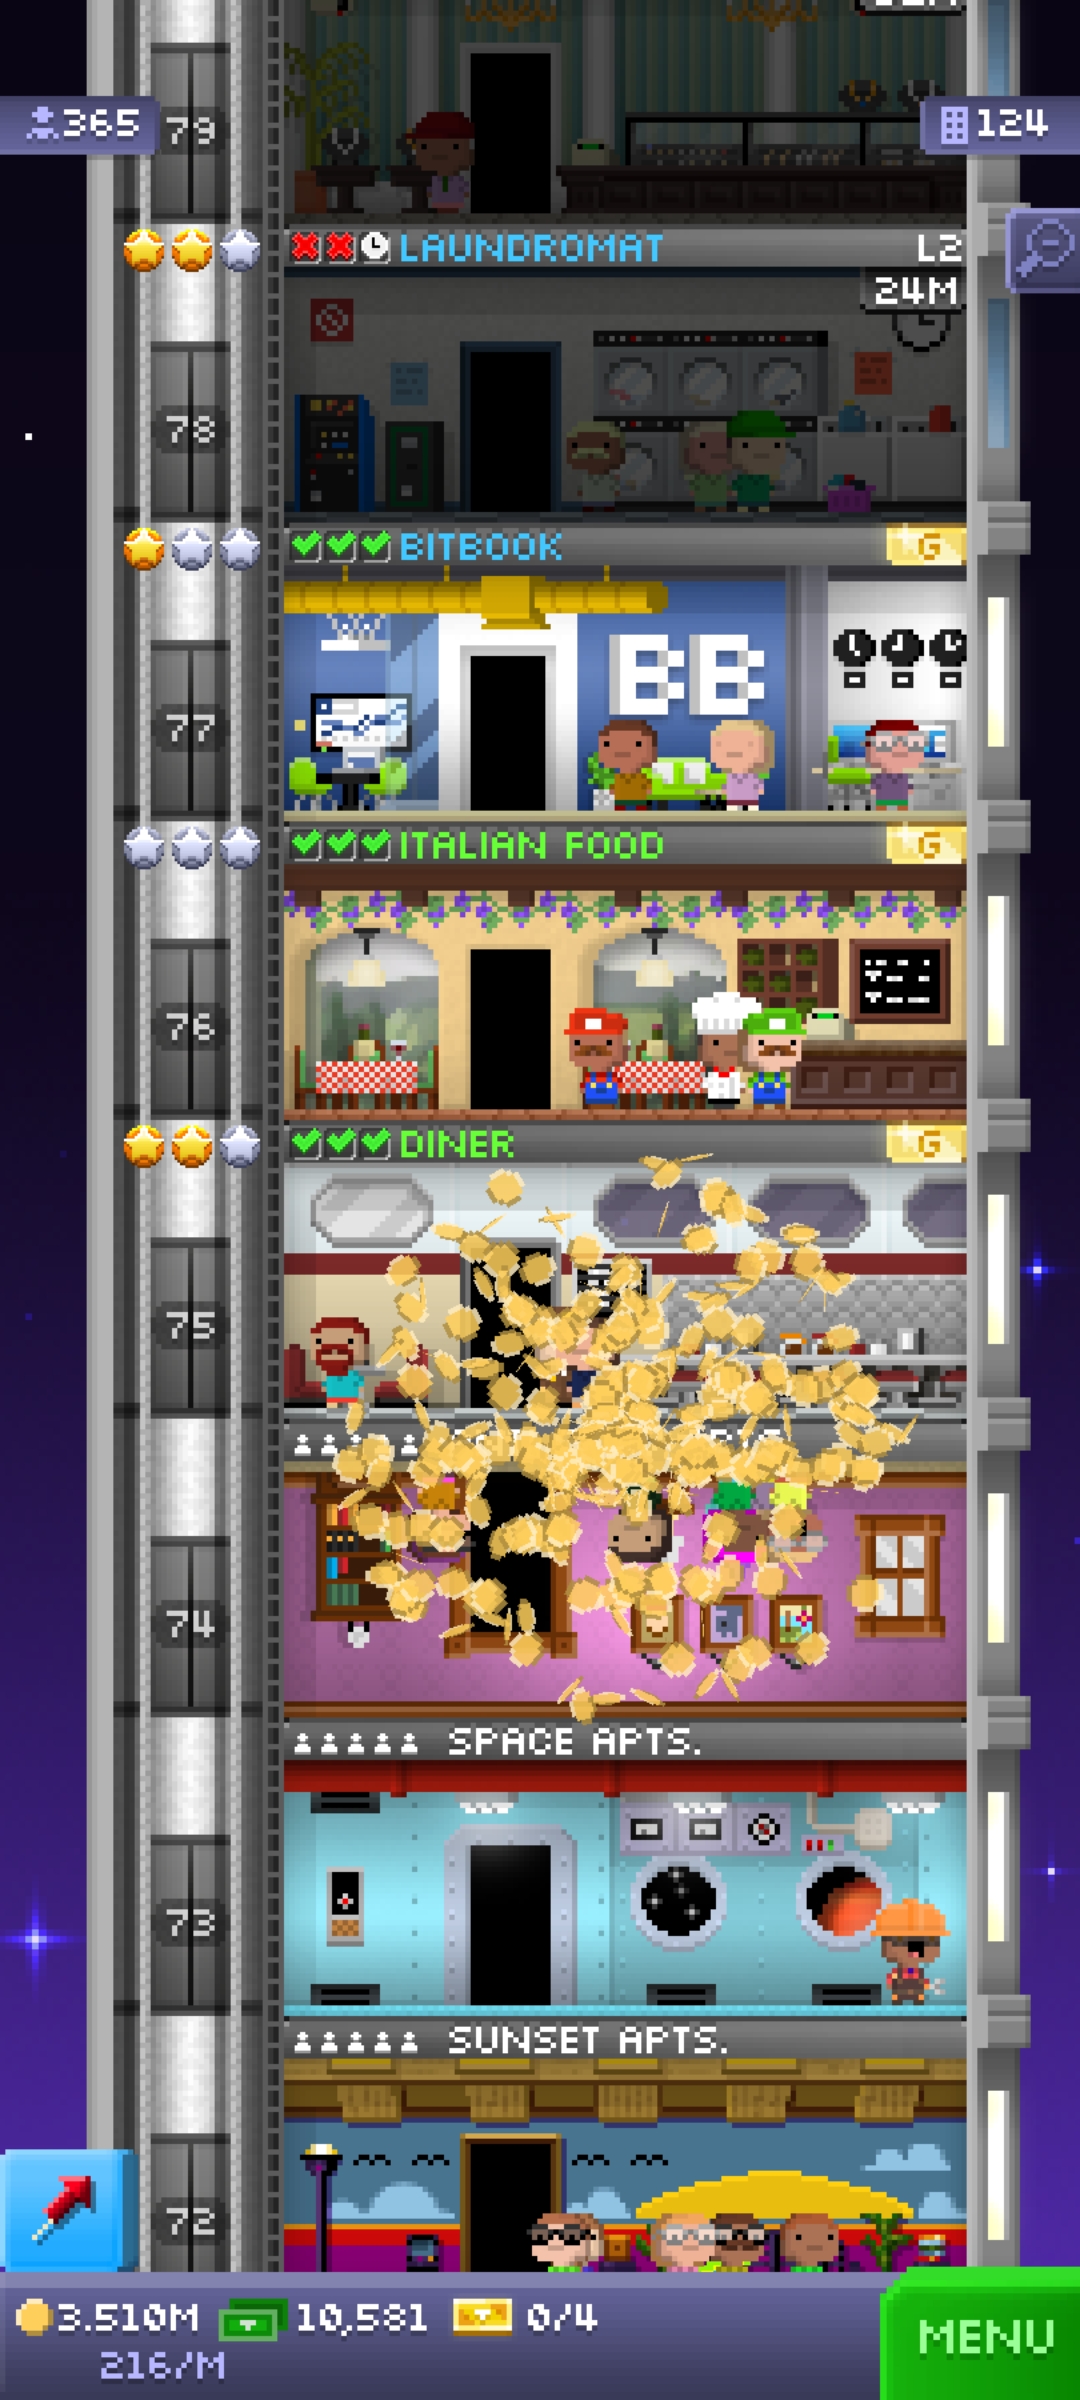 365
79
124
LAUNDROMAT
L2
24M
78
BITBOOK
G
BB
77
ITALIAN FOOD
G
76
DINER
G
75
74
SPACE APTS.
73
SUNSET APTS.
72
3.510M
10,581
0/4
216/M
MENU